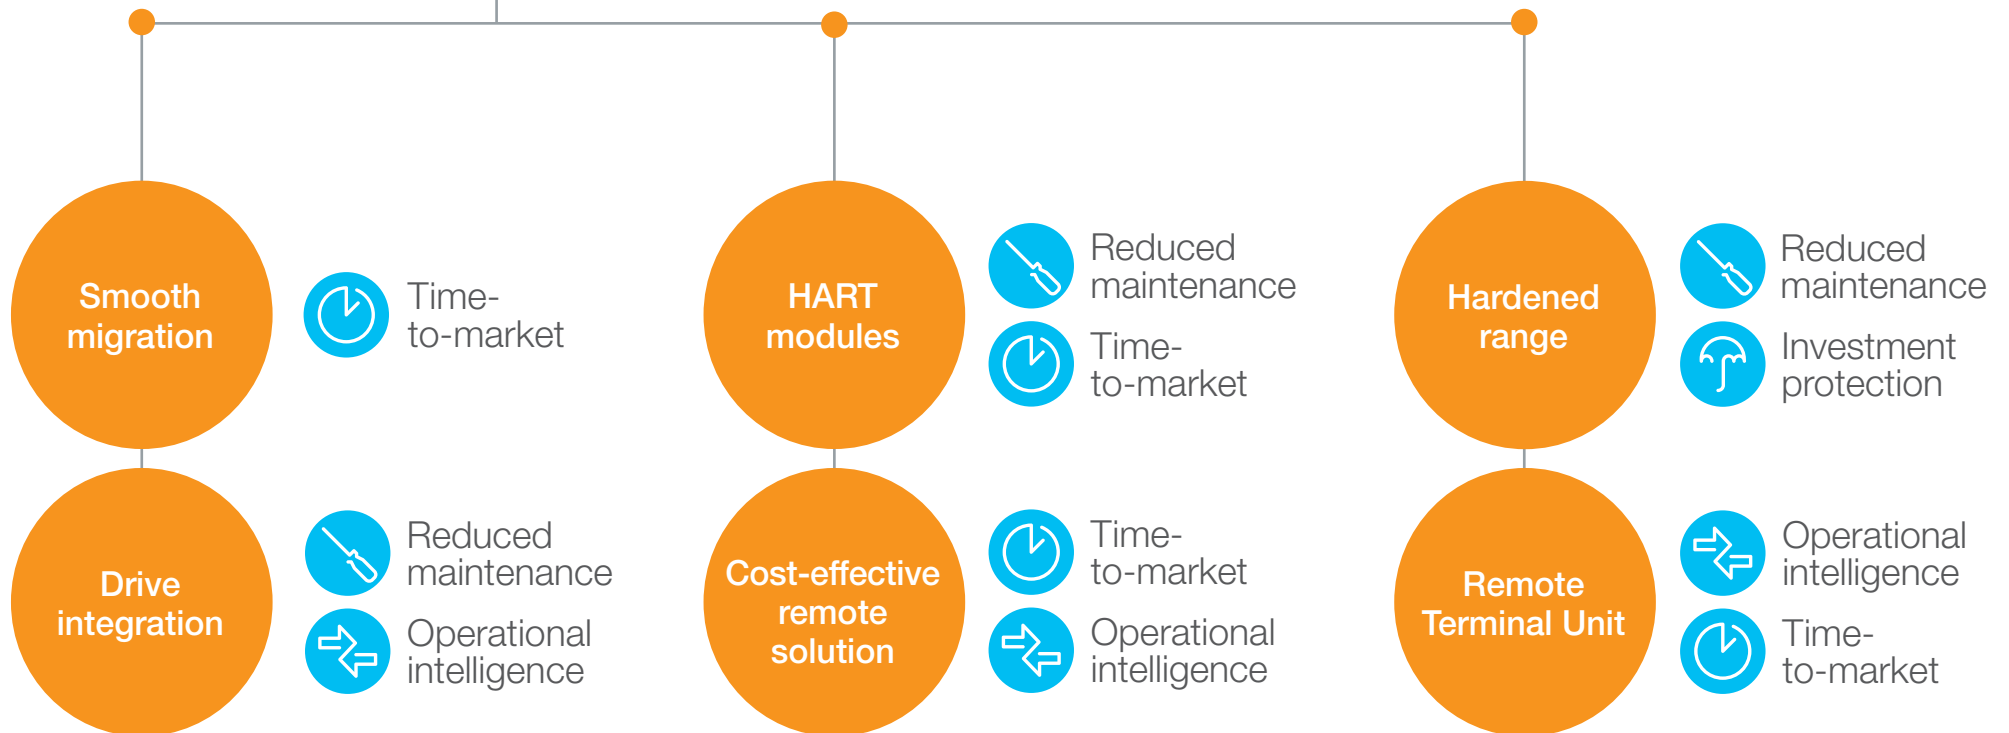 Smooth
migration
Time-
to-market
HART
modules
Reduced
maintenance
Time-
to-market
Hardened
range
Reduced
maintenance
Investment
protection
Drive
integration
Reduced
maintenance
Operational
intelligence
Cost-effective
remote
solution
Time-
to-market
Operational
intelligence
Remote
Terminal Unit
Operational
intelligence
Time-
to-market